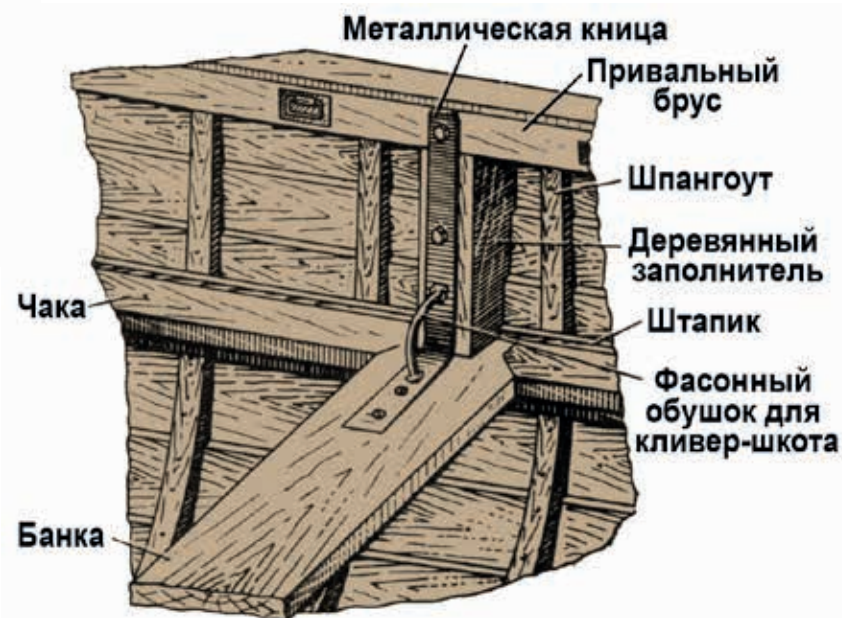 Металлическая кница
Привальный
брус
Шпангоут
Деревянный
заполнитель
Чака
Штапик
Фасонный
обушок для
кливер-шкота
Банка